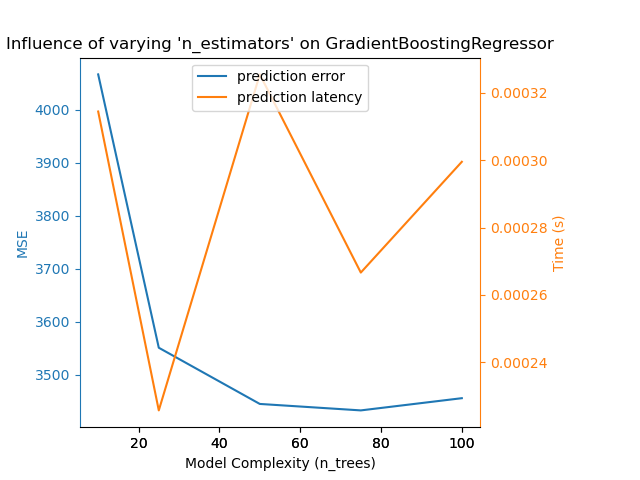 Influence of varying 'n_estimators' on GradientBoostingRegressor
prediction error
prediction latency
4000
3900
3800
3700
3600
3500
MSE
0.00032
0.00030
0.00028
0.00026
0.00024
Time (s)
20 40 60 80 100
Model Complexity (n_trees)